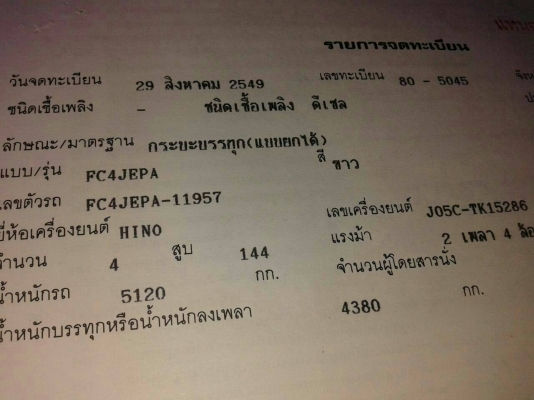 แทน
รายการจดทะเบียน
วันจดทะเบียน 29 สิงหาคม 2549 เลขทะเบียน 80 - 5045 จังห
ชนิดเชื้อเพลิง - ชนิดเชื้อเพลิง ดีเซล
ลักษณะ/มาตรฐาน กระบะบรรทุก(แบบยกได้)
แบบ/รุ่น FC4JEPA สี ขาว
เลขตัวรถ FC4JEPA-11957 เลขเครื่องยนต์ J05C-TK15286
ยี่ห้อเครื่องยนต์ HINO แรงม้า 2 เพลา 4 ล้อ
จำนวน 4 สูบ 144 จำนวนผู้โดยสารนั่ง
น้ำหนักรถ 5120 กก. กก.
น้ำหนักบรรทุกหรือน้ำหนักลงเพลา 4380